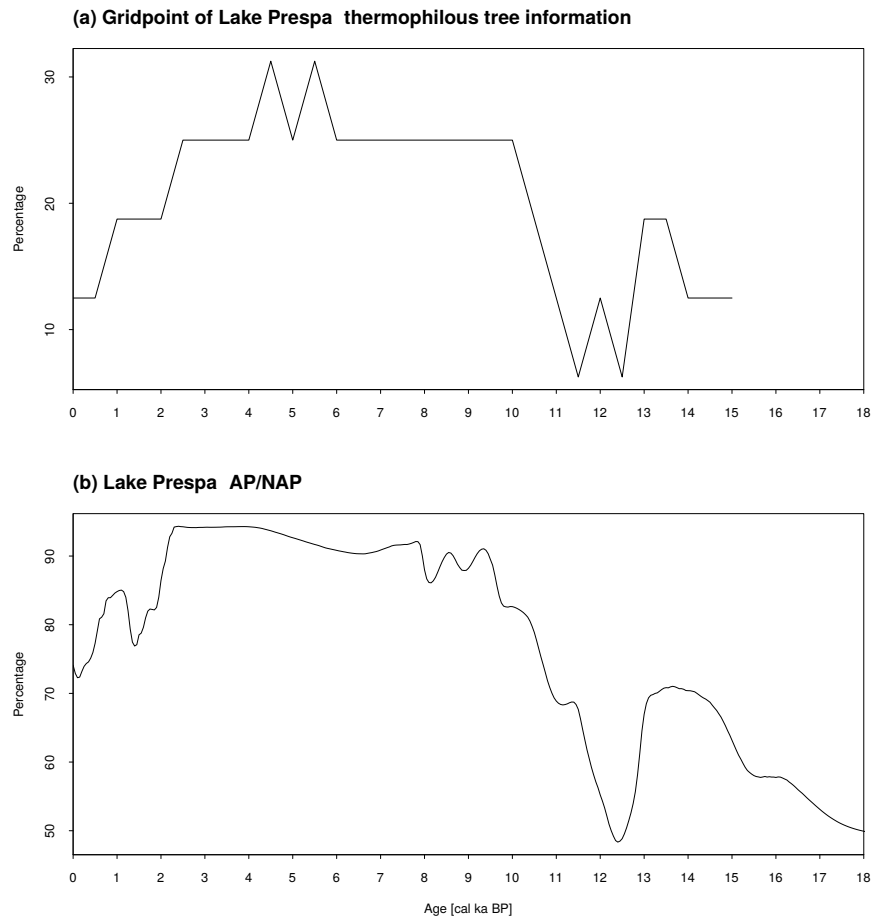 (a) Gridpoint of Lake Prespa thermophilous tree information
30
20
10
Percentage
0 1 2 3 4 5 6 7 8 9 10 11 12 13 14 15 16 17 18
(b) Lake Prespa AP/NAP
90
80
70
60
50
Percentage
0 1 2 3 4 5 6 7 8 9 10 11 12 13 14 15 16 17 18
Age [cal ka BP]